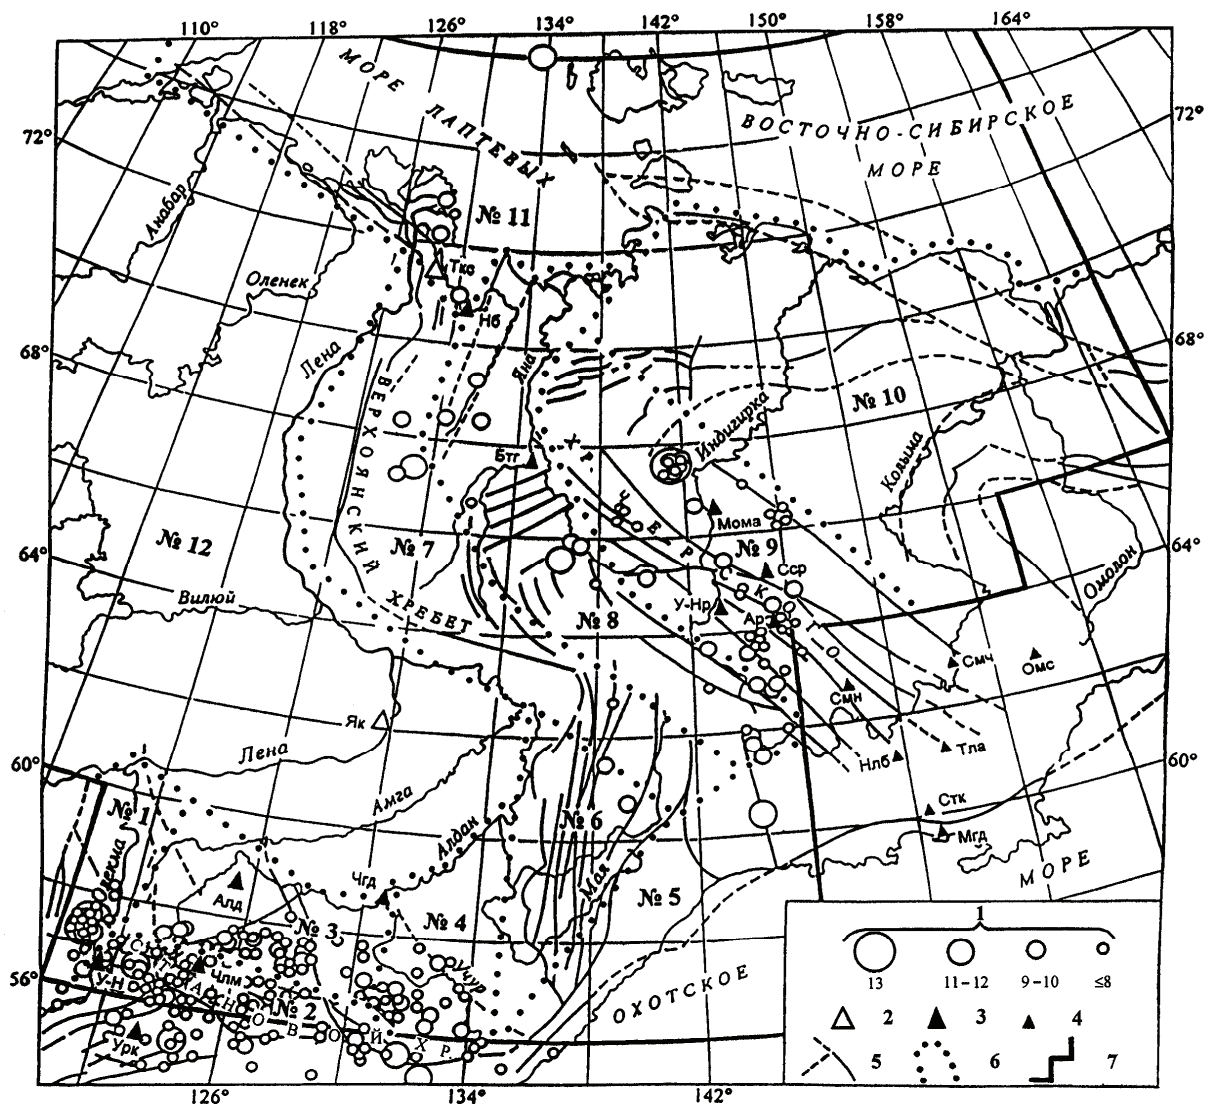 110° 118° 126° 134° 142° 150° 158° 164°
МОРЕ ЛАПТЕВЫХ
ВОСТОЧНО-СИБИРСКОЕ
МОРЕ
72°
72°
Анабар
№ 11
Ткс
Оленек
Нб
68°
68°
Лена
Яна
ВЕРХОЯНСКИЙ
ХРЕБЕТ
№ 10
Индигирка
Колыма
Бтг
ХР. ЧЕРСКОГО
Мома
№ 12
№ 7
№ 9
Сср
64°
64°
Вилюй
У-Нр
Ар
№ 8
Омолон
Смч
Омс
Смн
Як
Тла
Нлб
Лена
60°
60°
Амга
№ 1
Стк
Мгд
Алдан
№ 6
Олекма
Чгд
Мая
№ 5
МОРЕ
Алд
№ 3
№ 4
1
У-Н
Члм
Учур
56°
13 11–12 9–10 ≤8
№ 2
ОХОТСКОЕ
СТАНОВОЙ ХР.
2 3 4
Урк
5 6 7
126° 134° 142°